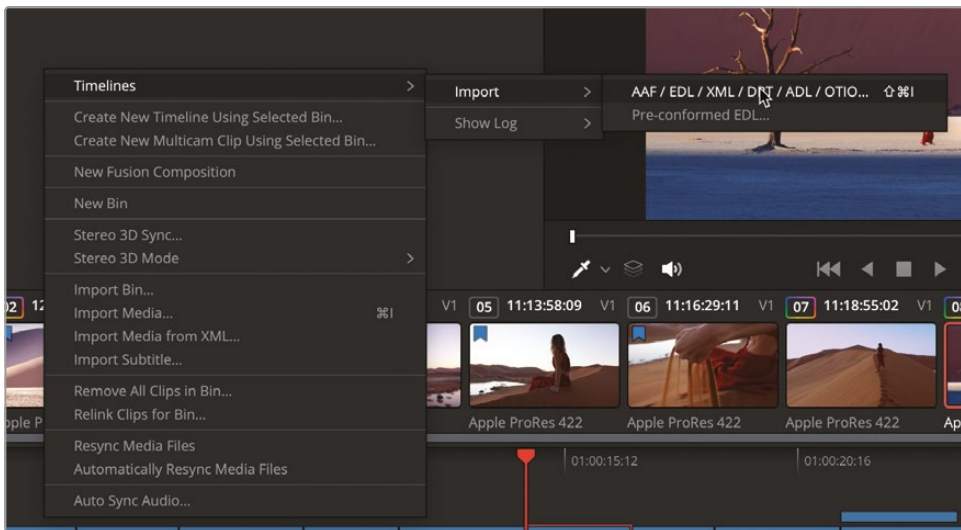 Timelines >
Import >
AAF / EDL / XML / DRT / ADL / OTIO... ⇧⌘I
Show Log >
Pre-conformed EDL...
Create New Timeline Using Selected Bin...
Create New Multicam Clip Using Selected Bin...
New Fusion Composition
New Bin
Stereo 3D Sync...
Stereo 3D Mode >
Import Bin...
Import Media... ⌘I
Import Media from XML...
Import Subtitle...
Remove All Clips in Bin...
Relink Clips for Bin...
Resync Media Files
Automatically Resync Media Files
Auto Sync Audio...
02 12 V1 05 11:13:58:09 V1 06 11:16:29:11 V1 07 11:18:55:02 V1
Apple ProRes 422 Apple ProRes 422 Apple ProRes 422
01:00:15:12 01:00:20:16